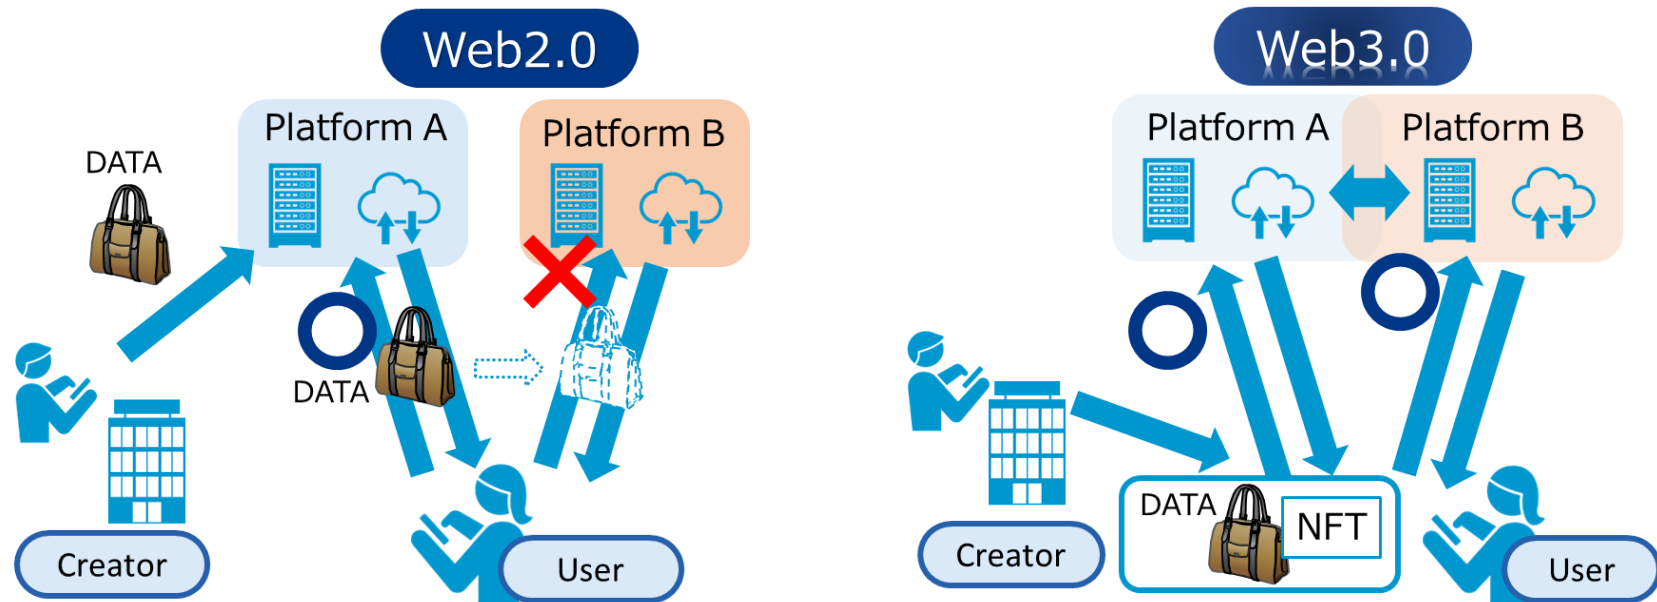 Web2.0
Platform A
Platform B
DATA
DATA
Creator
User
Web3.0
Platform A
Platform B
DATA
NFT
Creator
User